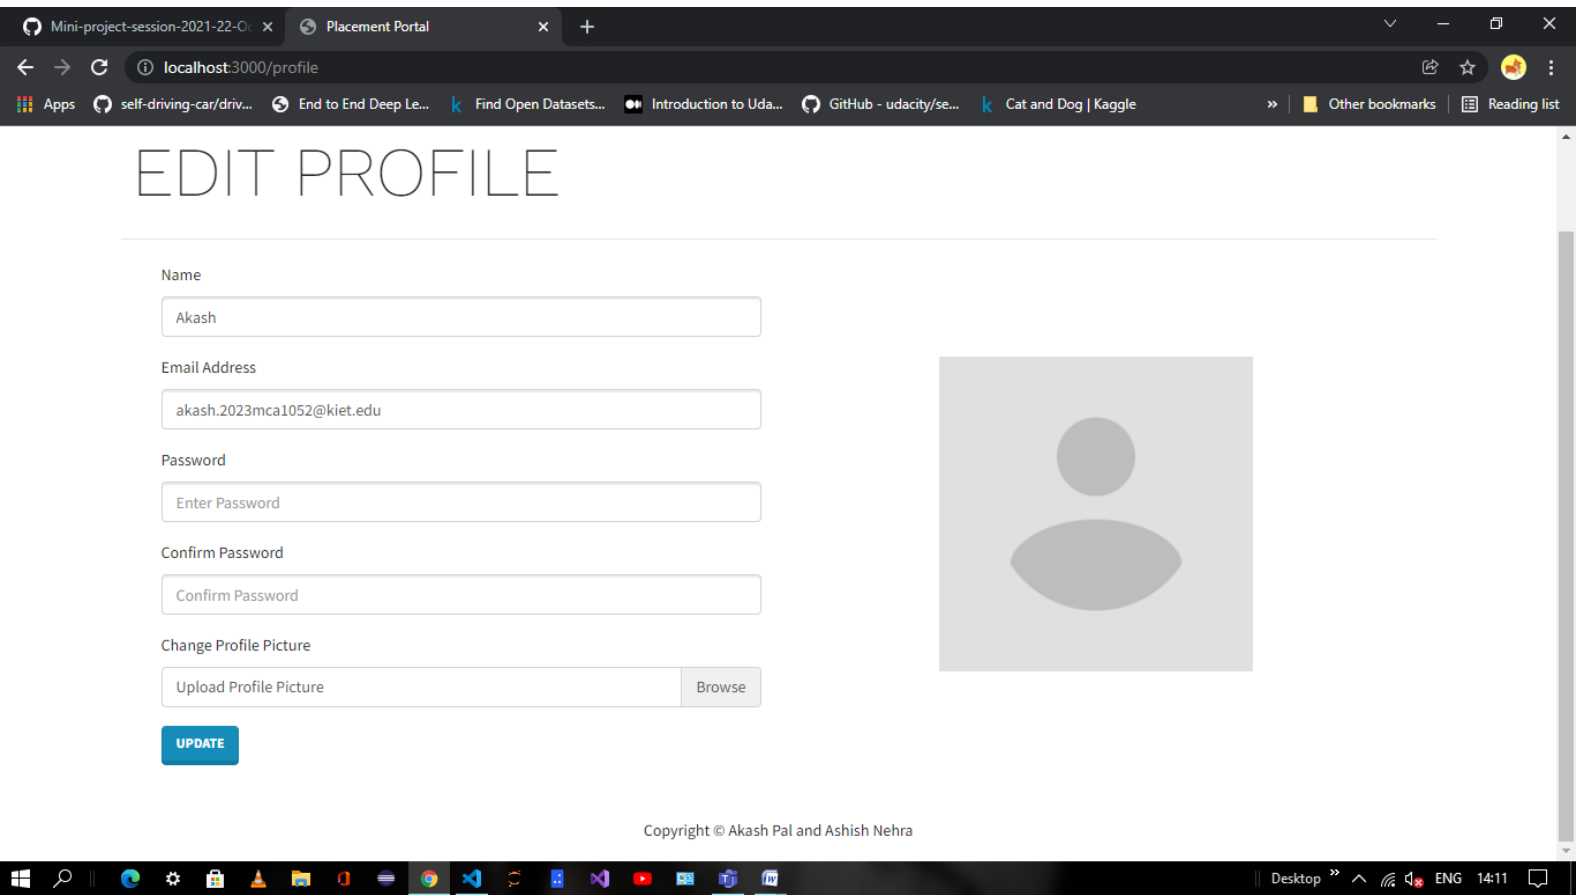 Mini-project-session-2021-22-Oc
Placement Portal
localhost:3000/profile
Apps
self-driving-car/driv...
End to End Deep Le...
Find Open Datasets...
Introduction to Uda...
GitHub - udacity/se...
Cat and Dog | Kaggle
»
Other bookmarks
Reading list
EDIT PROFILE
Name
Akash
Email Address
akash.2023mca1052@kiet.edu
Password
Enter Password
Confirm Password
Confirm Password
Change Profile Picture
Upload Profile Picture
Browse
UPDATE
Copyright © Akash Pal and Ashish Nehra
Desktop »
ENG
14:11